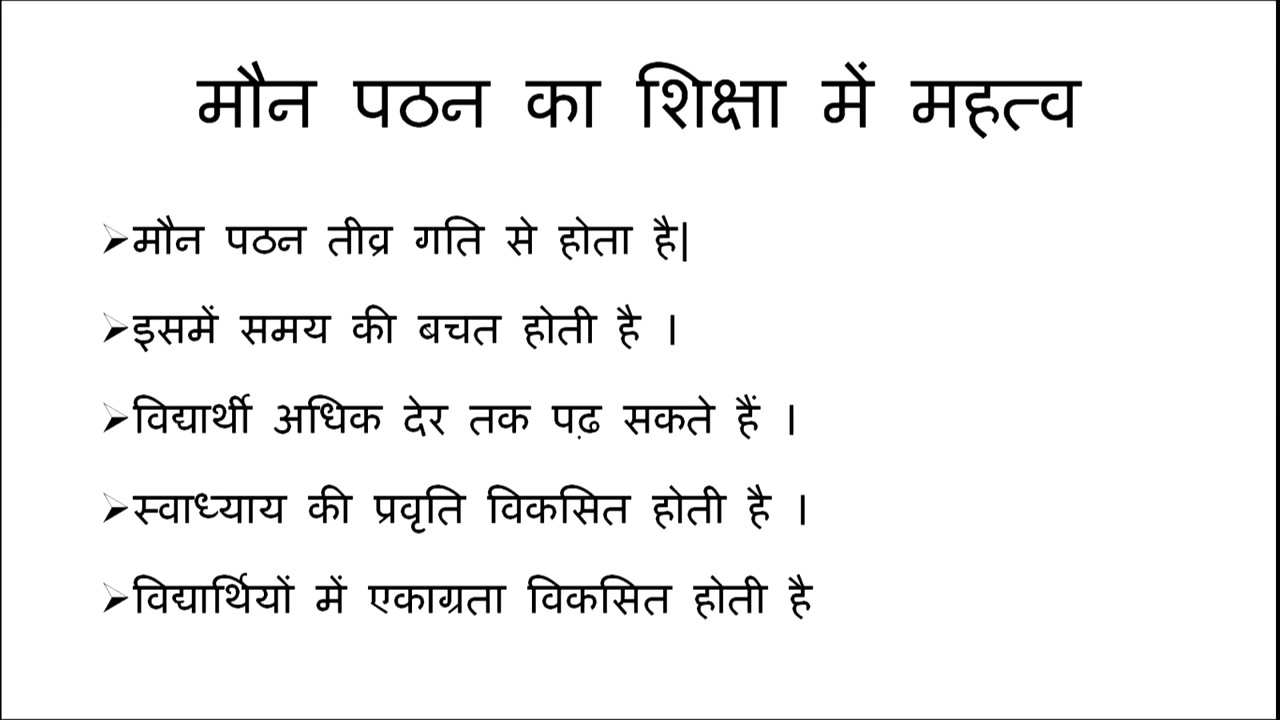 मौन पठन का शिक्षा में महत्व
➢मौन पठन तीव्र गति से होता है|
➢इसमें समय की बचत होती है ।
➢विद्यार्थी अधिक देर तक पढ़ सकते हैं ।
➢स्वाध्याय की प्रवृति विकसित होती है ।
➢विद्यार्थियों में एकाग्रता विकसित होती है